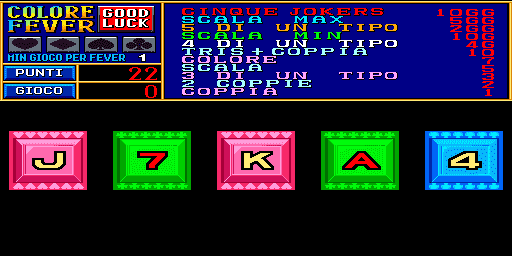 COLORE FEVER
GOOD LUCK
MIN GIOCO PER FEVER 1
PUNTI 22
GIOCO 0
CINQUE JOKERS 1000
SCALA MAX 500
5 DI UN TIPO
SCALA MIN 100
4 DI UN TIPO 40
TRIS+COPPIA 10
COLORE 7
SCALA 5
3 DI UN TIPO 3
2 COPPIE 2
COPPIA 1
J 7 K A 4